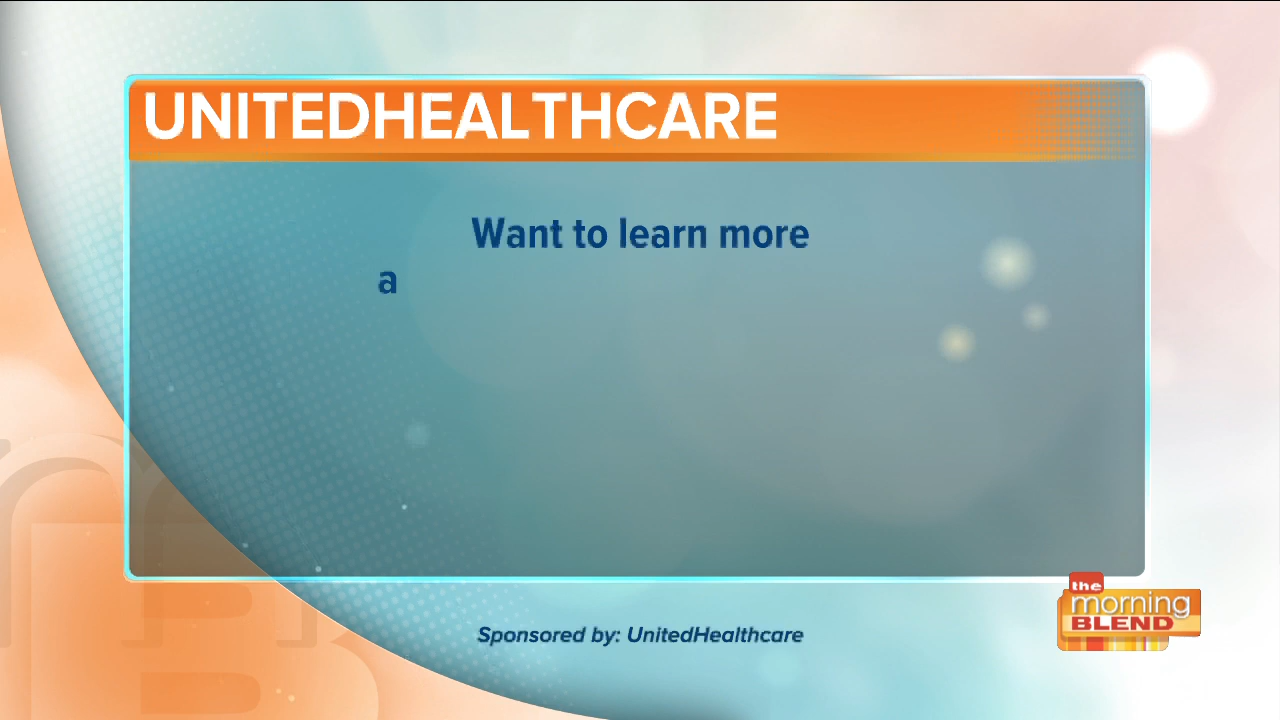 UNITEDHEALTHCARE
Want to learn more
a
Sponsored by: UnitedHealthcare
the
morning
BLEND